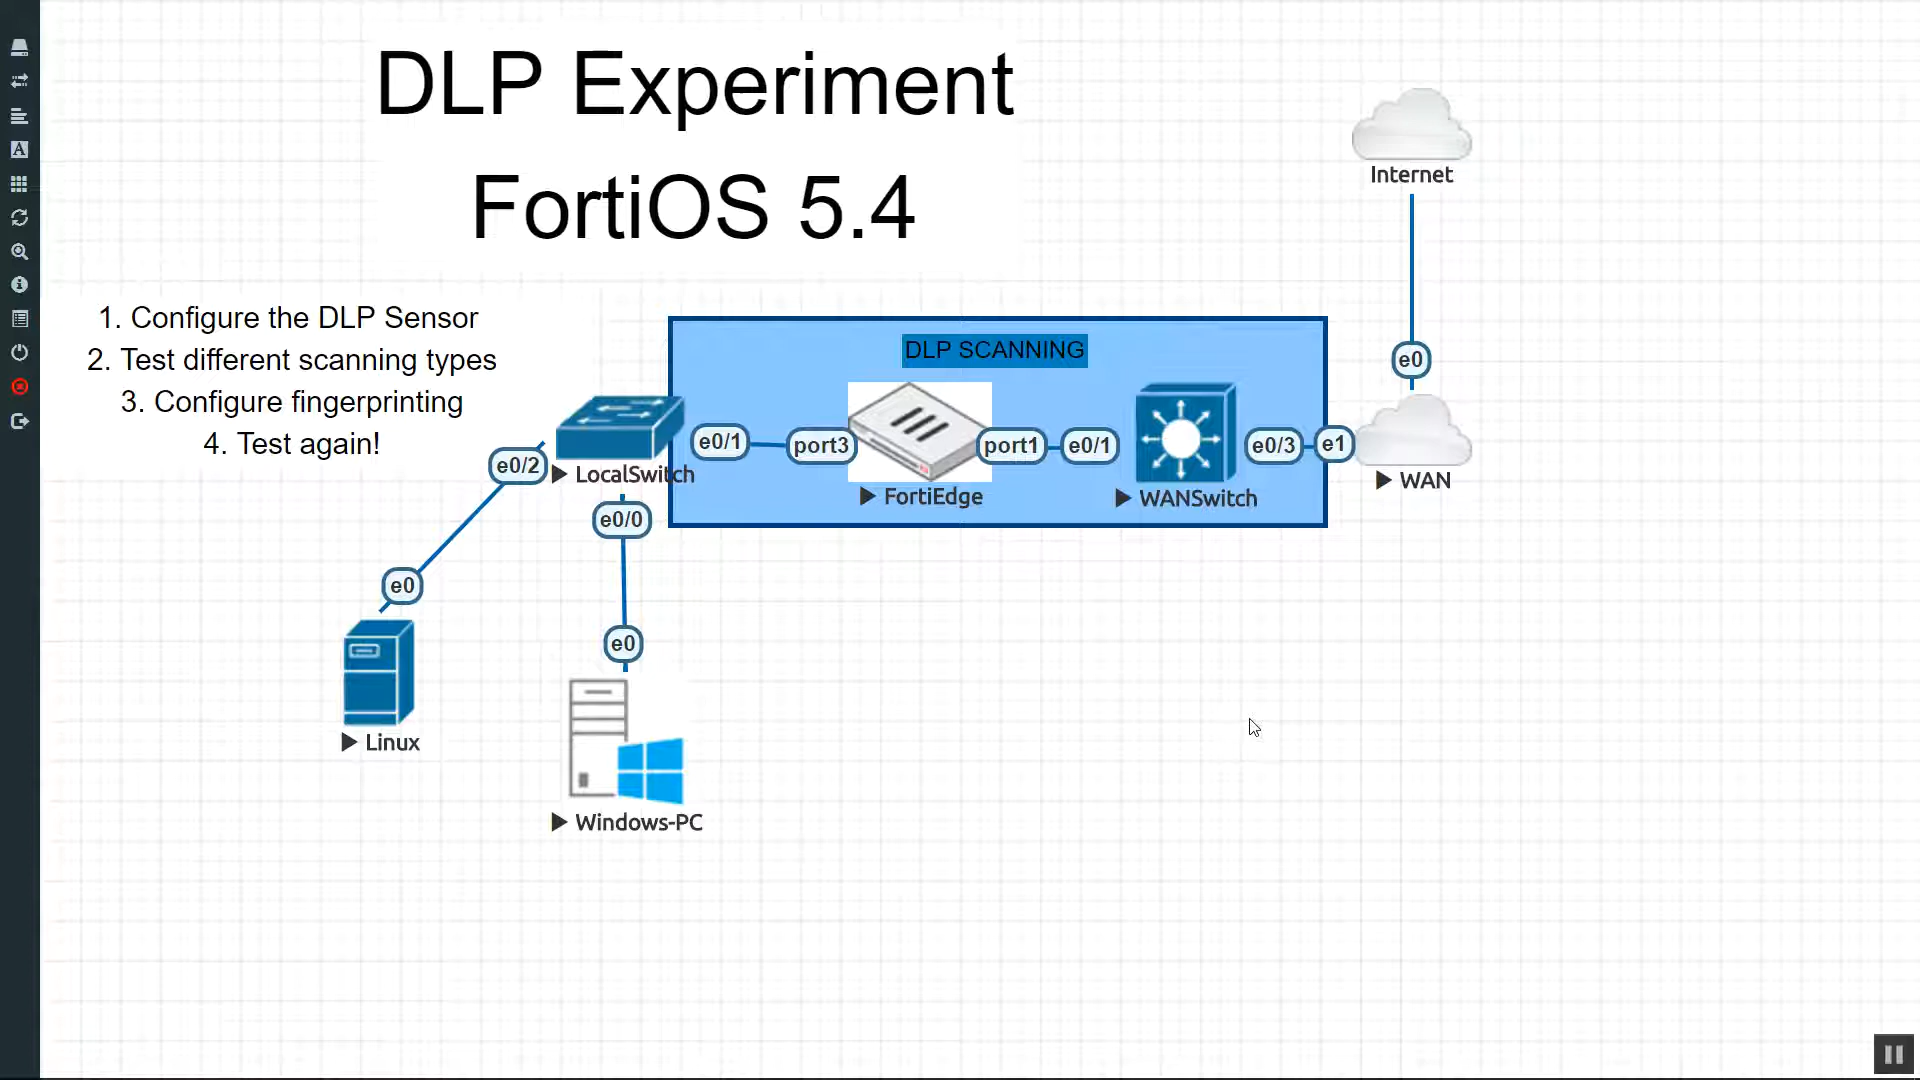 DLP Experiment
FortiOS 5.4
Internet
1. Configure the DLP Sensor
2. Test different scanning types
3. Configure fingerprinting
4. Test again!
DLP SCANNING
e0
e0/1
port3
port1
e0/1
e0/3
e1
e0/2
LocalSwitch
FortiEdge
WANSwitch
WAN
e0/0
e0
e0
Linux
Windows-PC